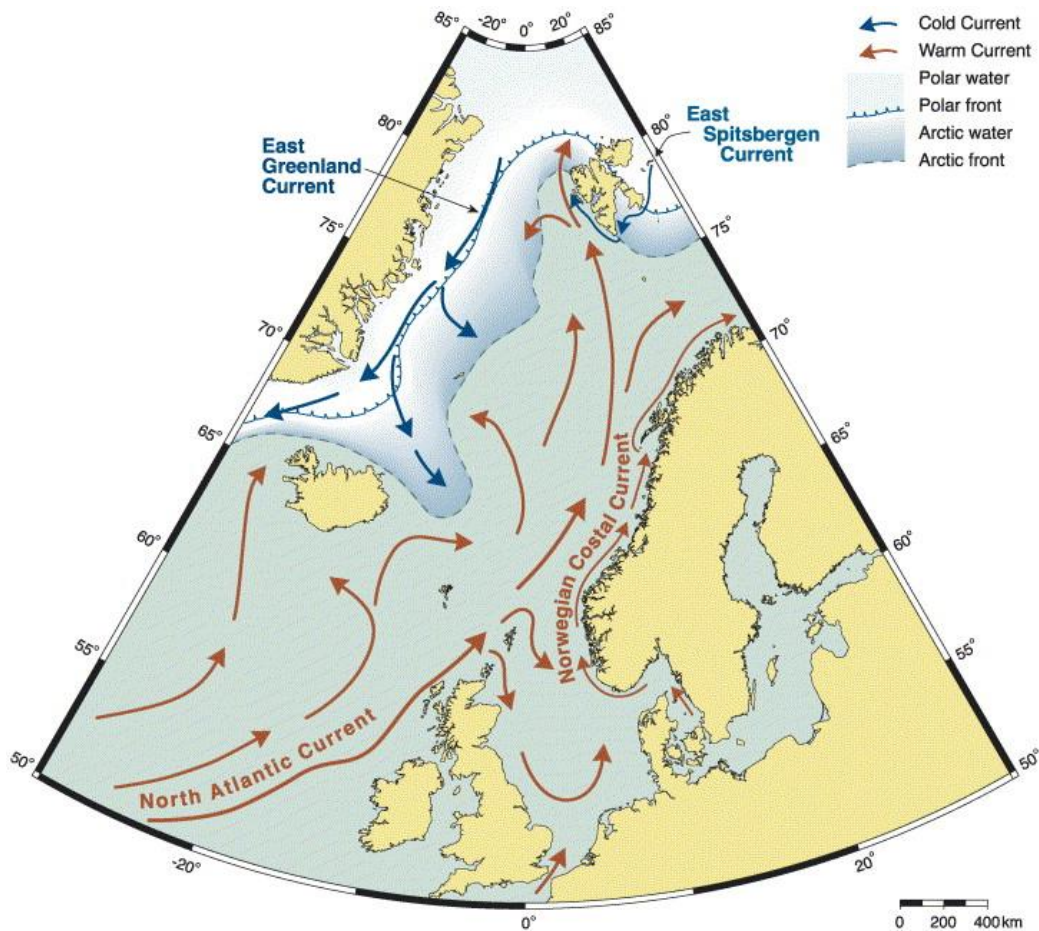 85°
-20°
0°
20°
85°
Cold Current
Warm Current
Polar water
Polar front
Arctic water
Arctic front
80°
80°
East
Spitsbergen
Current
East
Greenland
Current
75°
75°
70°
70°
65°
65°
60°
60°
55°
55°
50°
50°
Norwegian Costal Current
North Atlantic Current
-20°
0°
20°
0 200 400 km